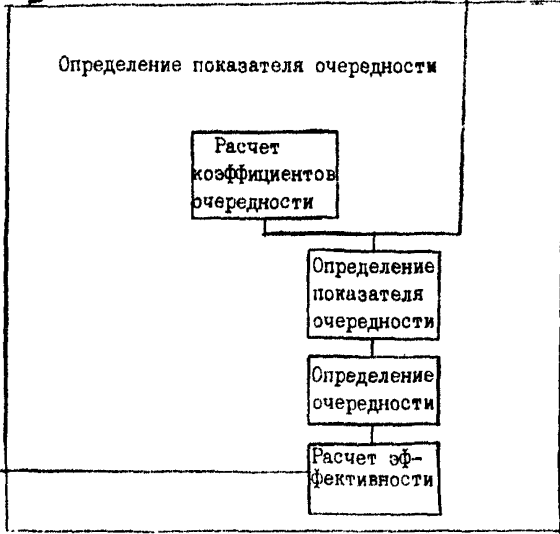 Определение показателя очередности
Расчет
коэффициентов
очередности
Определение
показателя
очередности
Определение
очередности
Расчет эф-
фективности